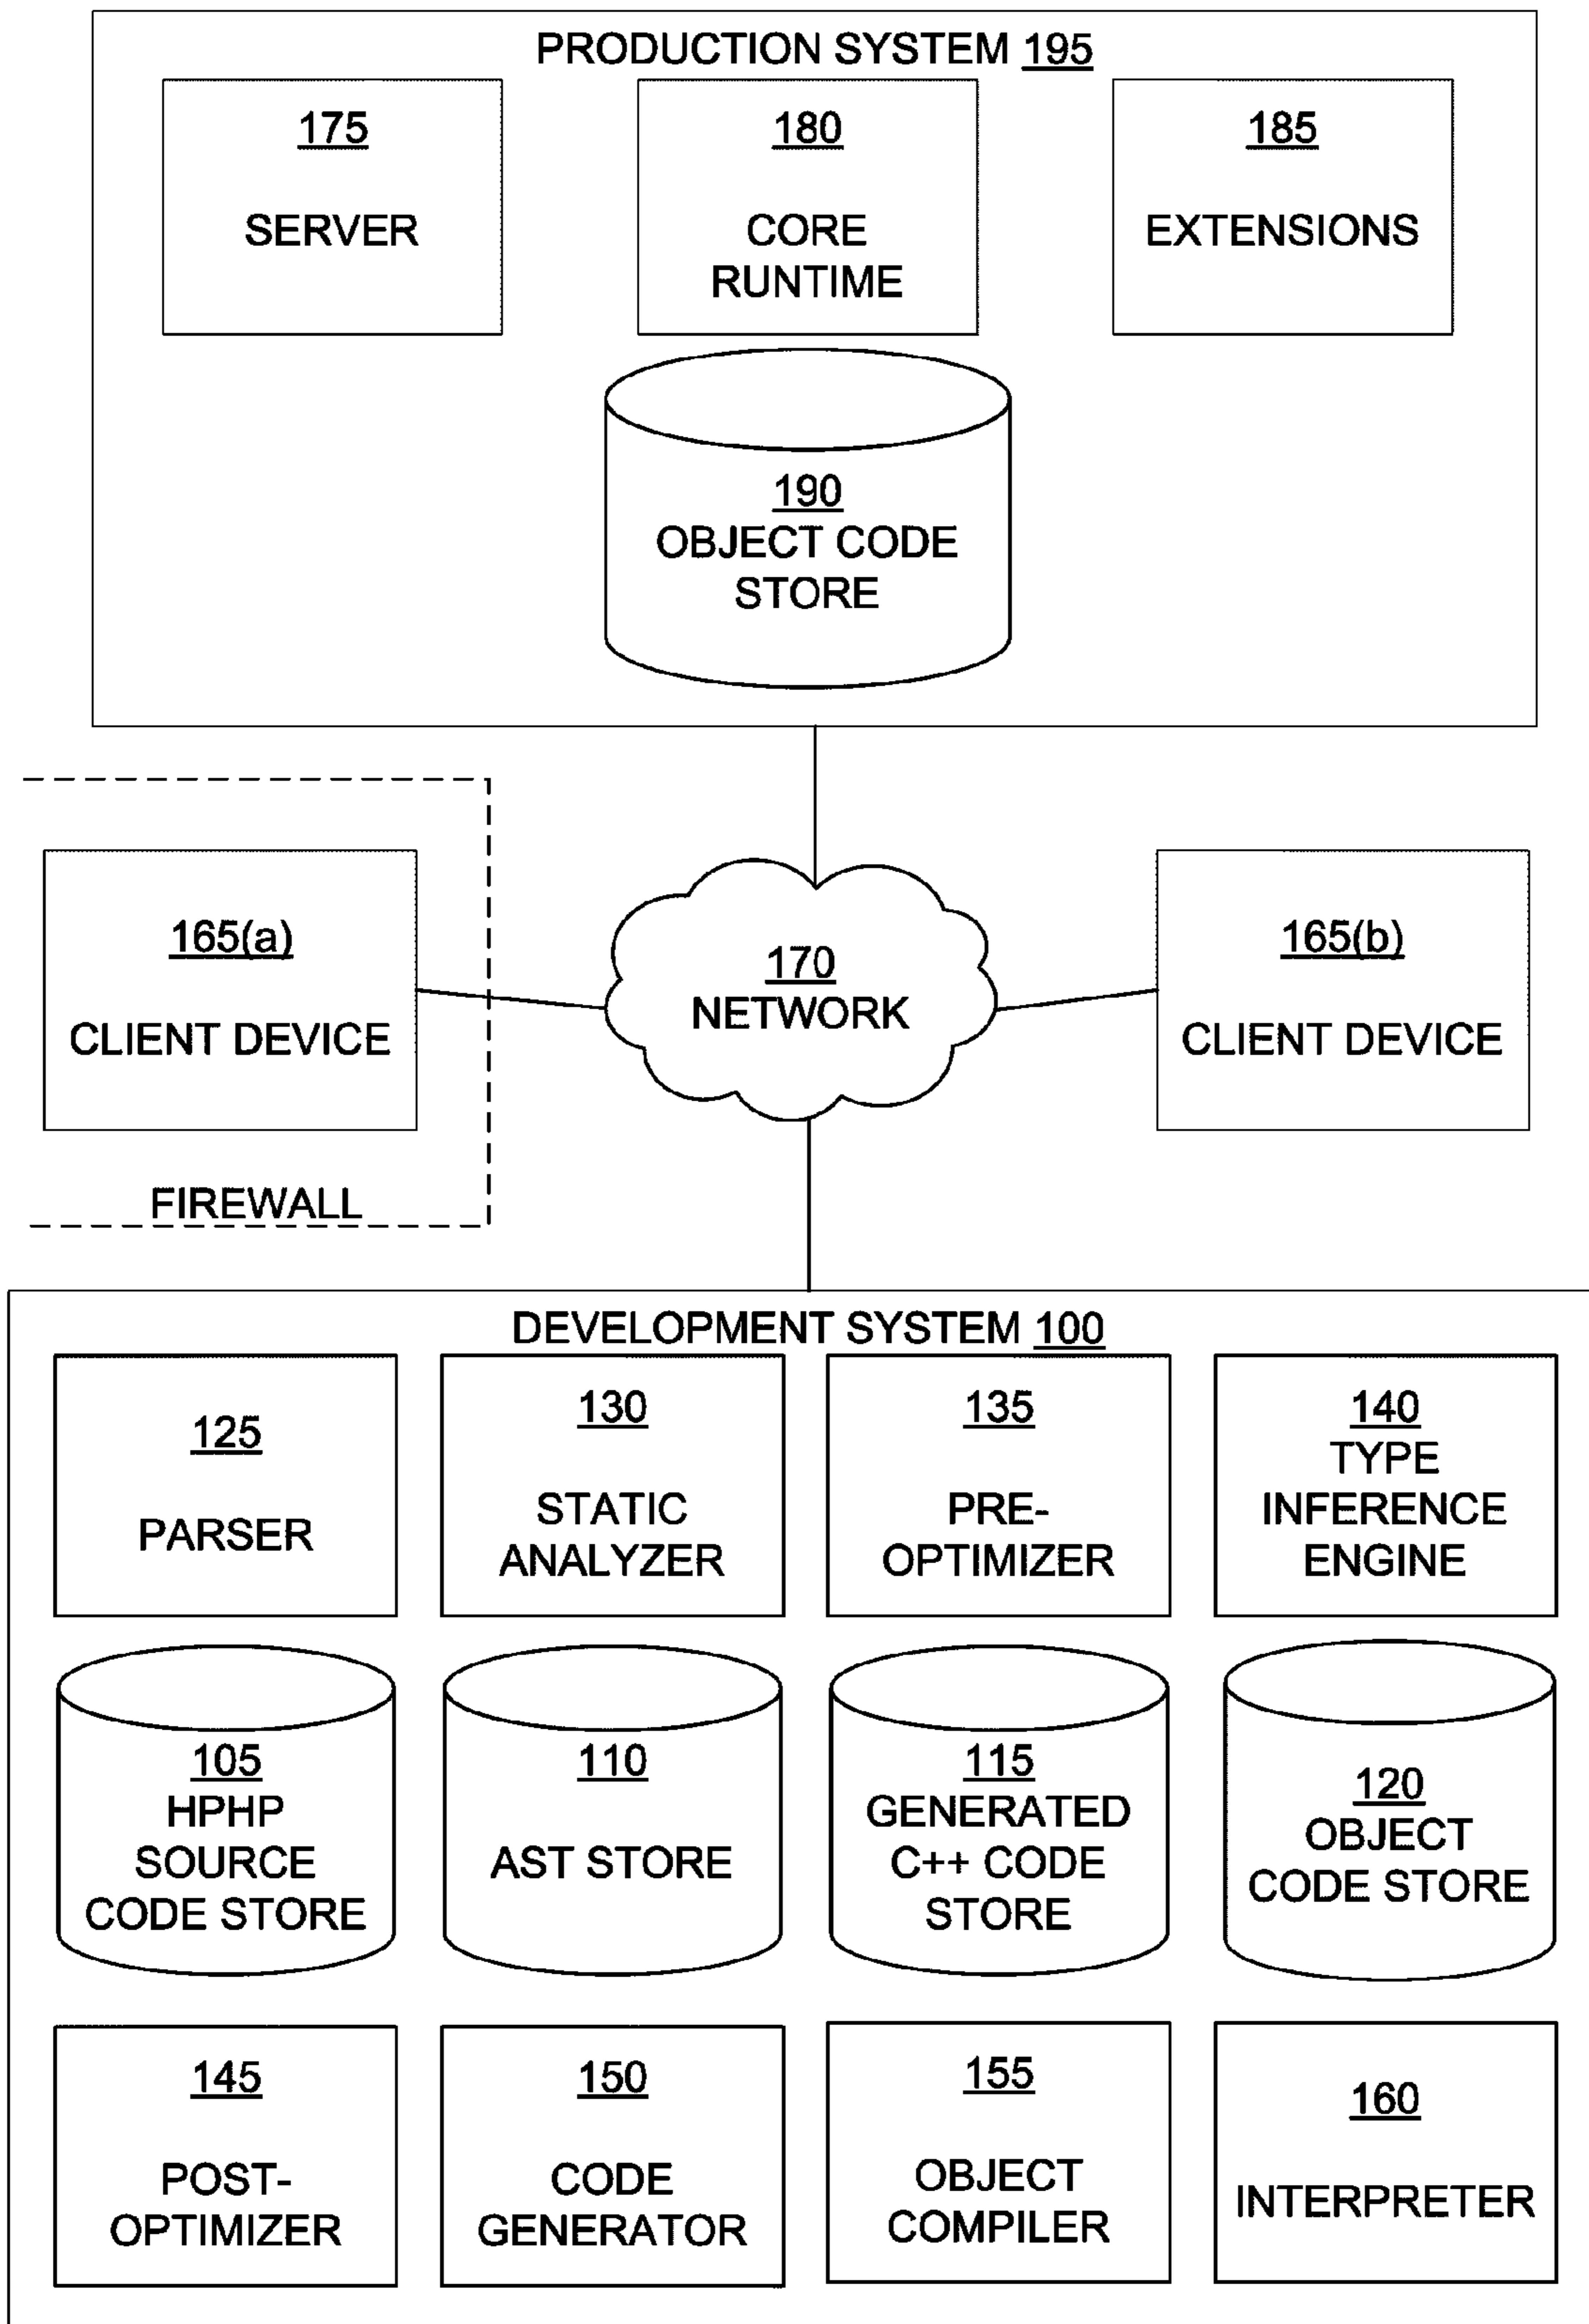 PRODUCTION SYSTEM 195
175
SERVER
180
CORE
RUNTIME
185
EXTENSIONS
190
OBJECT CODE
STORE
165(a)
CLIENT DEVICE
FIREWALL
170
NETWORK
165(b)
CLIENT DEVICE
DEVELOPMENT SYSTEM 100
125
PARSER
130
STATIC
ANALYZER
135
PRE-
OPTIMIZER
140
TYPE
INFERENCE
ENGINE
105
HPHP
SOURCE
CODE STORE
110
AST STORE
115
GENERATED
C++ CODE
STORE
120
OBJECT
CODE STORE
145
POST-
OPTIMIZER
150
CODE
GENERATOR
155
OBJECT
COMPILER
160
INTERPRETER